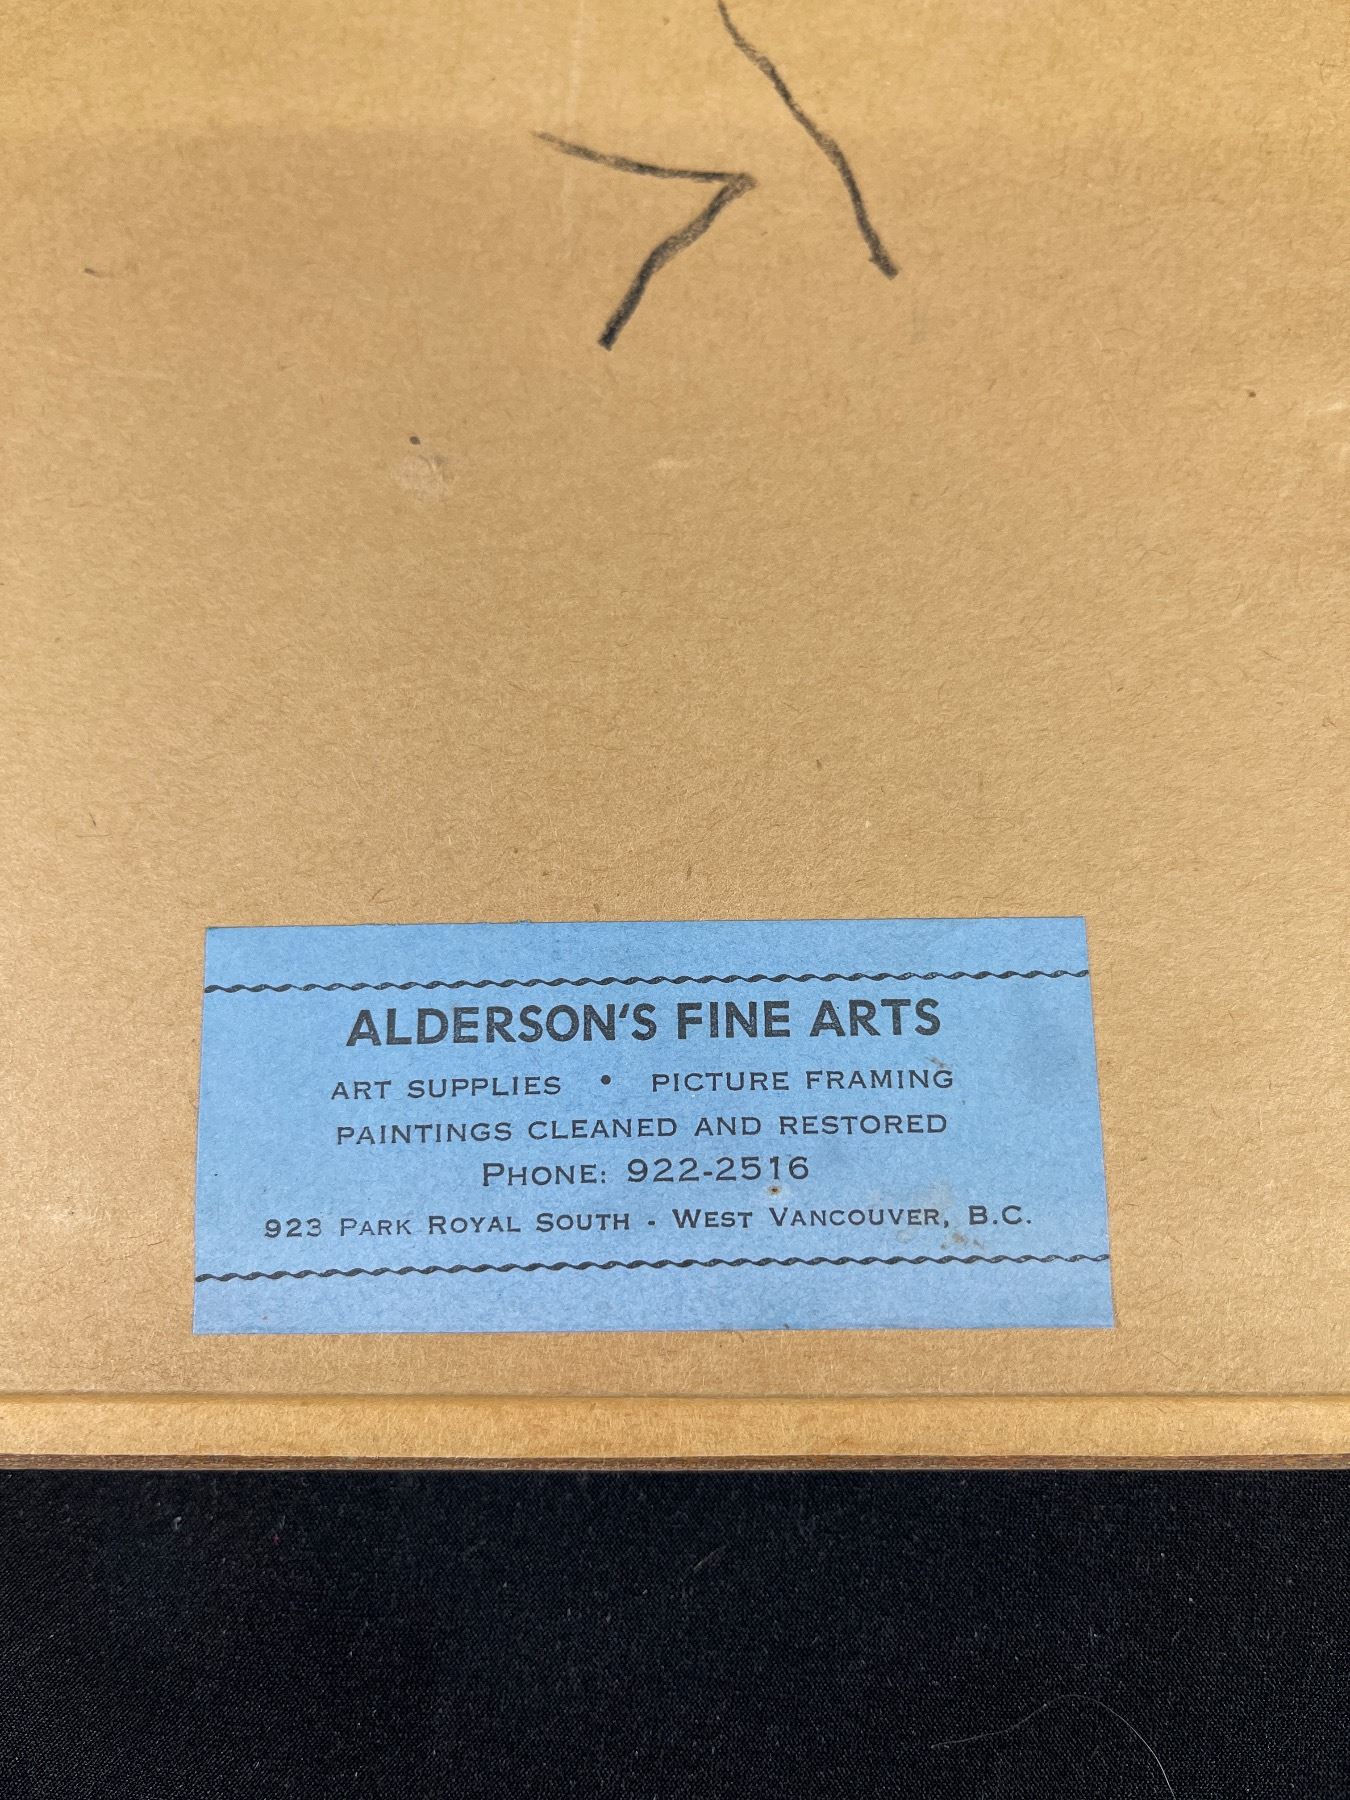 ALDERSON'S FINE ARTS
ART SUPPLIES • PICTURE FRAMING
PAINTINGS CLEANED AND RESTORED
PHONE: 922-2516
923 PARK ROYAL SOUTH - WEST VANCOUVER, B.C.